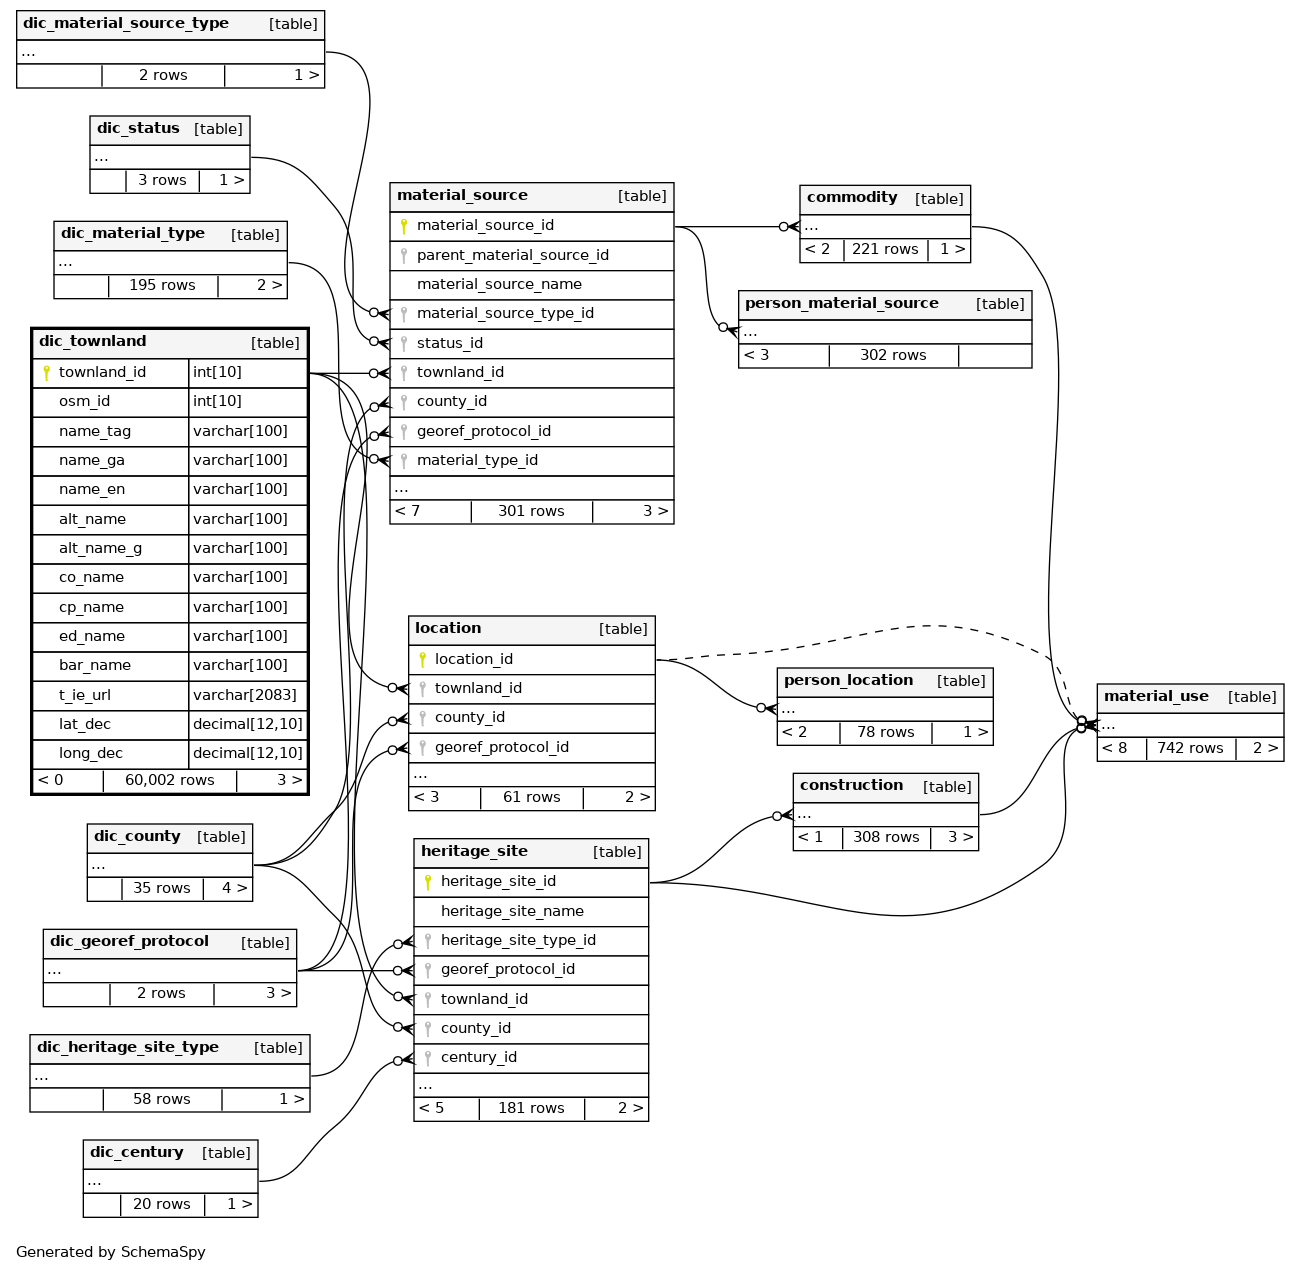 dic_material_source_type [table]
...
2 rows 1 >
dic_status [table]
...
3 rows 1 >
dic_material_type [table]
...
195 rows 2 >
dic_townland [table]
townland_id int[10]
osm_id int[10]
name_tag varchar[100]
name_ga varchar[100]
name_en varchar[100]
alt_name varchar[100]
alt_name_g varchar[100]
co_name varchar[100]
cp_name varchar[100]
ed_name varchar[100]
bar_name varchar[100]
t_ie_url varchar[2083]
lat_dec decimal[12,10]
long_dec decimal[12,10]
< 0 60,002 rows 3 >
dic_county [table]
...
35 rows 4 >
dic_georef_protocol [table]
...
2 rows 3 >
dic_heritage_site_type [table]
...
58 rows 1 >
dic_century [table]
...
20 rows 1 >
material_source [table]
material_source_id
parent_material_source_id
material_source_name
material_source_type_id
status_id
townland_id
county_id
georef_protocol_id
material_type_id
...
< 7 301 rows 3 >
location [table]
location_id
townland_id
county_id
georef_protocol_id
...
< 3 61 rows 2 >
heritage_site [table]
heritage_site_id
heritage_site_name
heritage_site_type_id
georef_protocol_id
townland_id
county_id
century_id
...
< 5 181 rows 2 >
commodity [table]
...
< 2 221 rows 1 >
person_material_source [table]
...
< 3 302 rows
person_location [table]
...
< 2 78 rows 1 >
construction [table]
...
< 1 308 rows 3 >
material_use [table]
...
< 8 742 rows 2 >
Generated by SchemaSpy